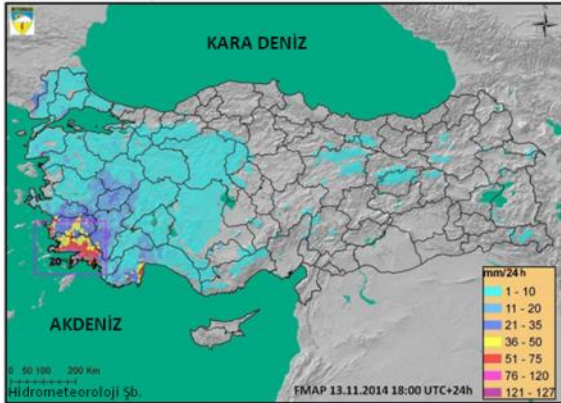 KARA DENİZ
AKDENİZ
mm/24 h
1 - 10
11 - 20
21 - 35
36 - 50
51 - 75
76 - 120
121 - 127
0 50 100 200 Km
Hidrometeoroloji Şb.
FMAP 13.11.2014 18:00 UTC+24h